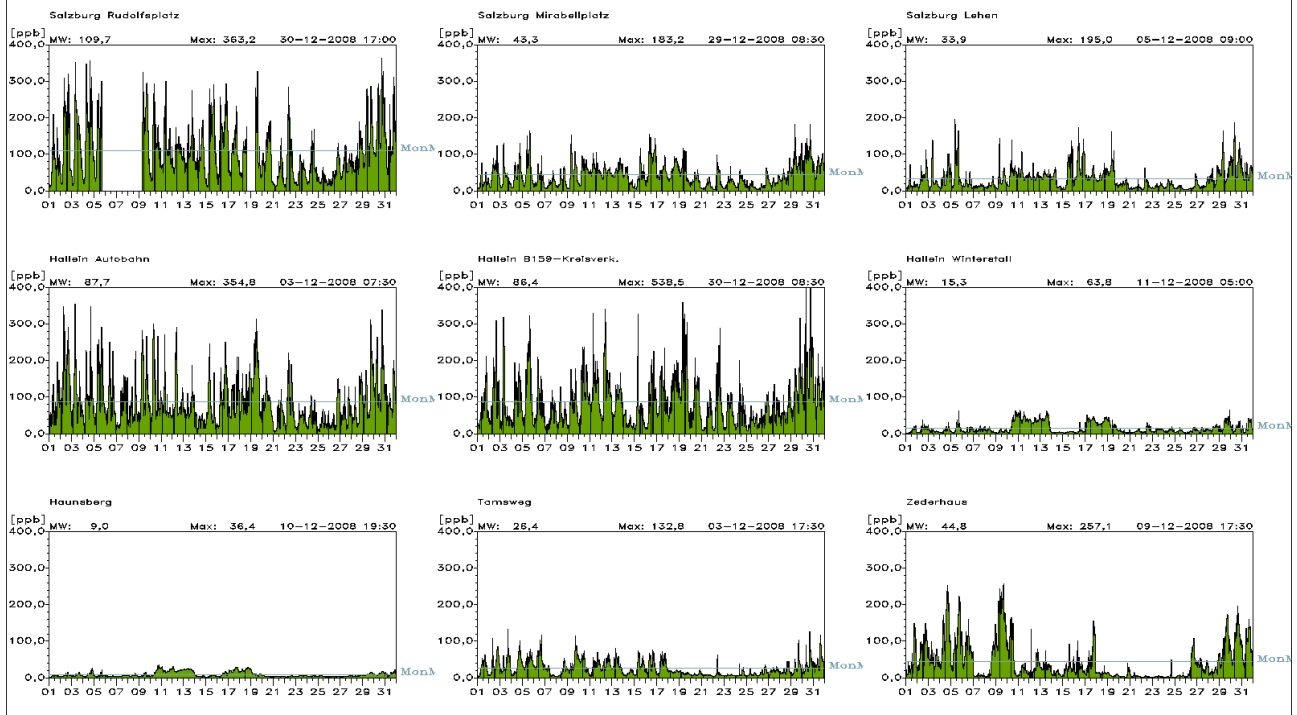 Salzburg Rudolfsplatz
[ppb] MW: 109,7 Max: 363,2 30-12-2008 17:00
400,0
300,0
200,0
100,0
MonM
0,0
01 03 05 07 09 11 13 15 17 19 21 23 25 27 29 31
Salzburg Mirabellplatz
[ppb] MW: 43,3 Max: 183,2 29-12-2008 08:30
400,0
300,0
200,0
100,0
MonM
0,0
01 03 05 07 09 11 13 15 17 19 21 23 25 27 29 31
Salzburg Lehen
[ppb] MW: 33,9 Max: 195,0 05-12-2008 09:00
400,0
300,0
200,0
100,0
MonM
0,0
01 03 05 07 09 11 13 15 17 19 21 23 25 27 29 31
Hallein Autobahn
[ppb] MW: 87,7 Max: 354,8 03-12-2008 07:30
400,0
300,0
200,0
100,0
MonM
0,0
01 03 05 07 09 11 13 15 17 19 21 23 25 27 29 31
Hallein B159-Kreisverk.
[ppb] MW: 86,4 Max: 538,5 30-12-2008 08:30
400,0
300,0
200,0
100,0
MonM
0,0
01 03 05 07 09 11 13 15 17 19 21 23 25 27 29 31
Hallein Winterstall
[ppb] MW: 15,3 Max: 63,8 11-12-2008 05:00
400,0
300,0
200,0
100,0
MonM
0,0
01 03 05 07 09 11 13 15 17 19 21 23 25 27 29 31
Haunsberg
[ppb] MW: 9,0 Max: 36,4 10-12-2008 19:30
400,0
300,0
200,0
100,0
MonM
0,0
01 03 05 07 09 11 13 15 17 19 21 23 25 27 29 31
Tamsweg
[ppb] MW: 26,4 Max: 132,8 03-12-2008 17:30
400,0
300,0
200,0
100,0
MonM
0,0
01 03 05 07 09 11 13 15 17 19 21 23 25 27 29 31
Zederhaus
[ppb] MW: 44,8 Max: 257,1 09-12-2008 17:30
400,0
300,0
200,0
100,0
MonM
0,0
01 03 05 07 09 11 13 15 17 19 21 23 25 27 29 31